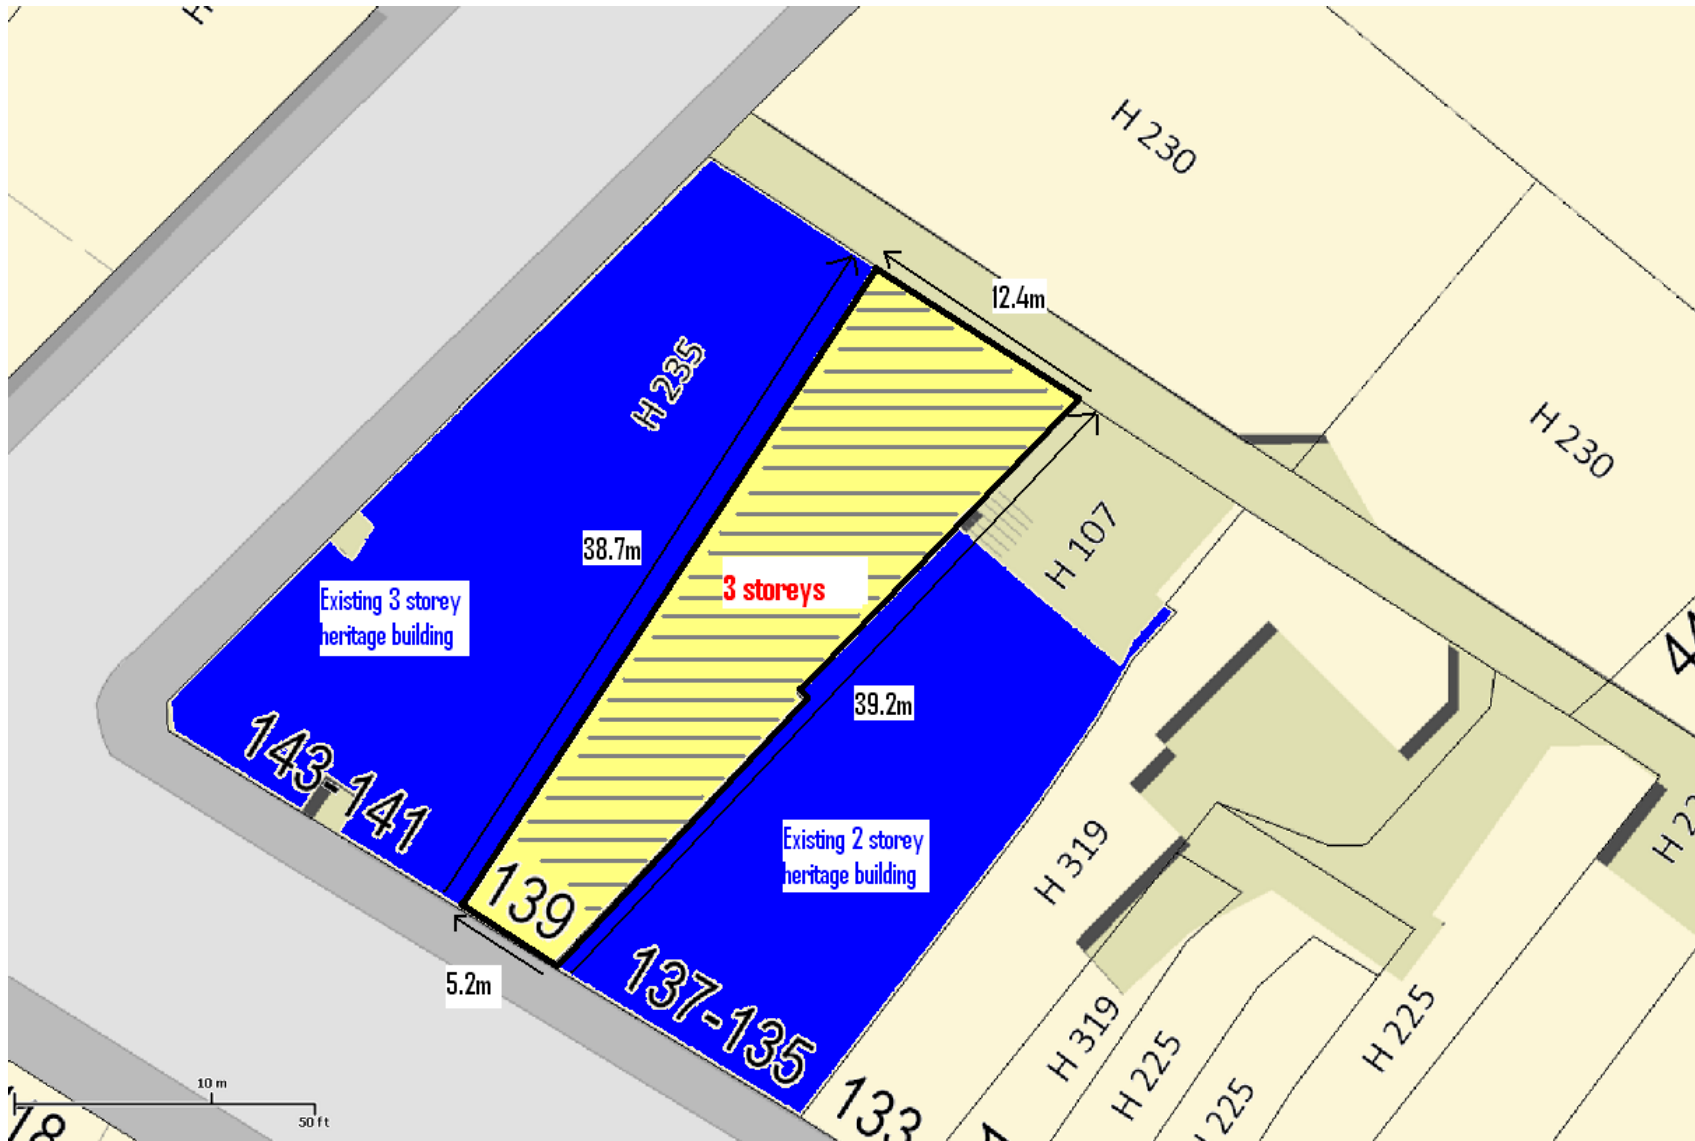 H 230
12.4m
H 235
H 230
H 107
38.7m
3 storeys
Existing 3 storey
heritage building
39.2m
143-141
Existing 2 storey
heritage building
H 319
139
5.2m
137-135
H 319
H 225
H 225
225
133
10 m
50 ft